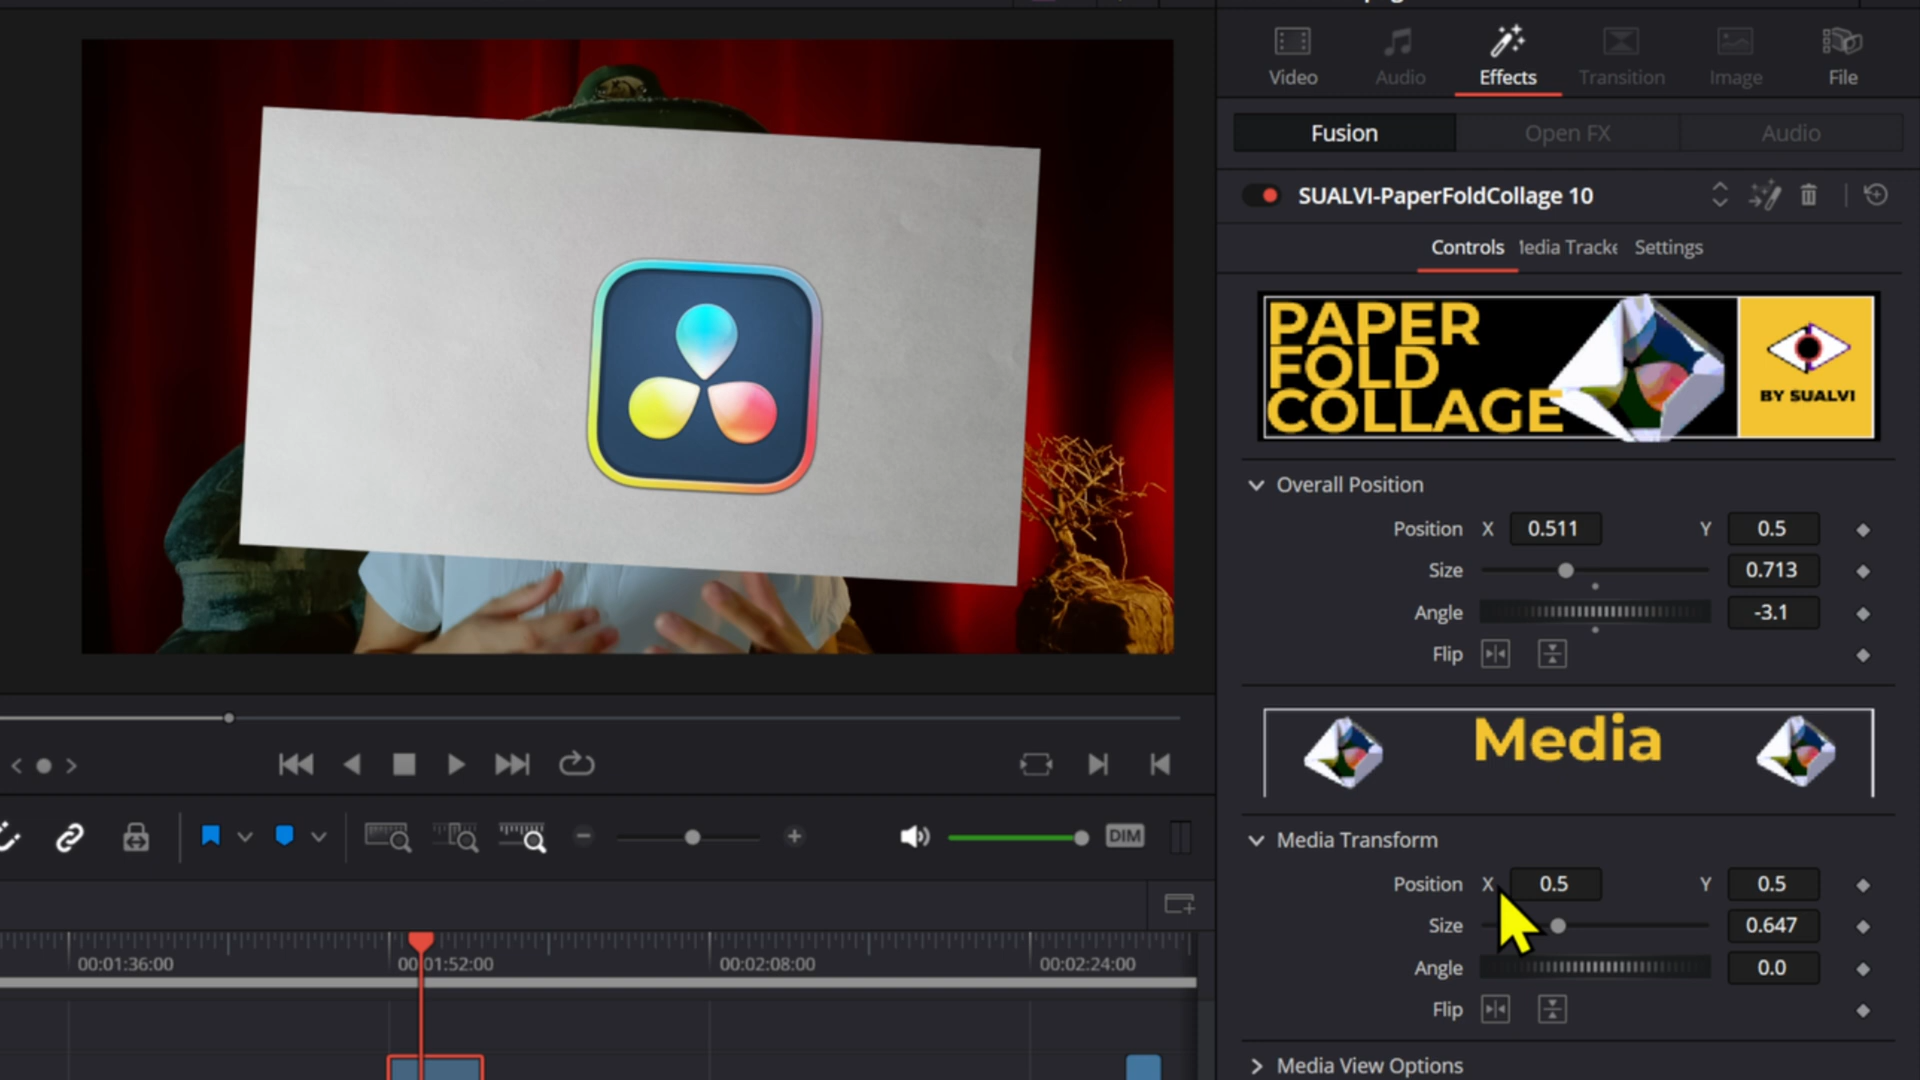 Video Audio Effects Transition Image File
Fusion Open FX Audio
SUALVI-PaperFoldCollage 10
Controls Settings
PAPER
FOLD
COLLAGE
BY SUALVI
Overall Position
Position X 0.511 Y 0.5
Size 0.713
Angle -3.1
Flip
Media
Media Transform
Position X 0.5 Y 0.5
Size 0.647
Angle 0.0
Flip
Media View Options
DIM
00:01:36:00 00:01:52:00 00:02:08:00 00:02:24:00